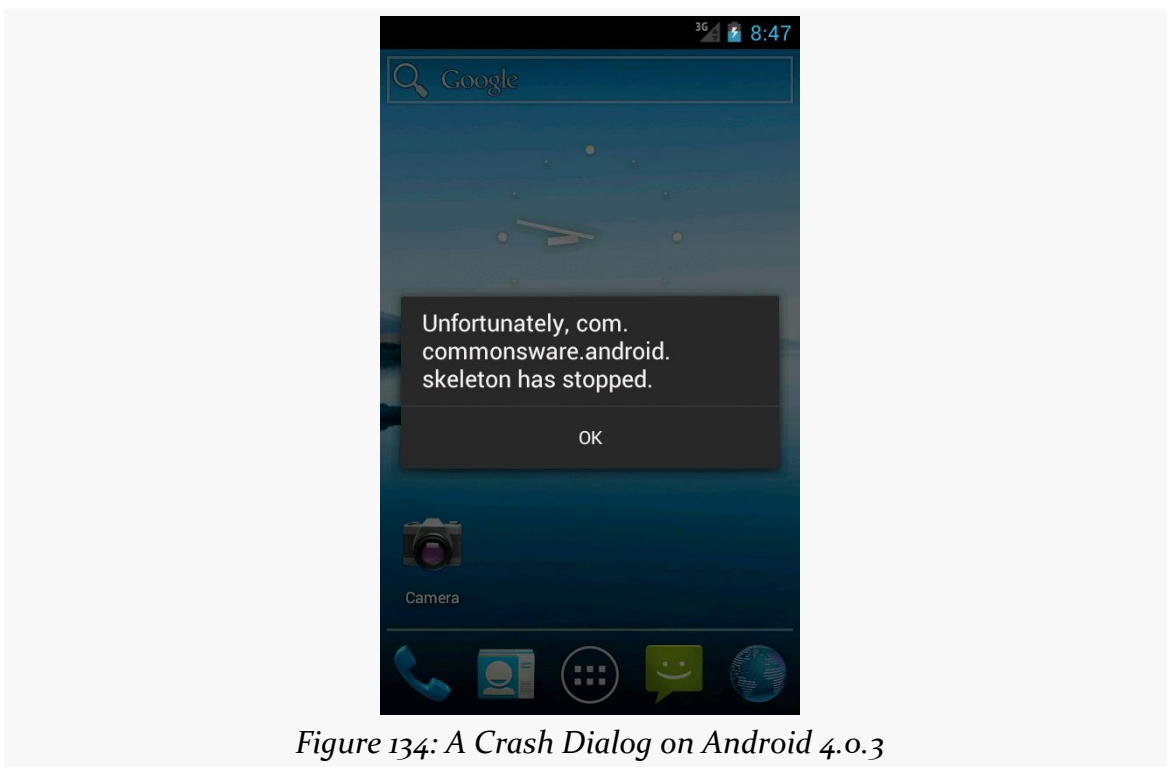 3G 8:47
Google
Unfortunately, com.
commonsware.android.
skeleton has stopped.
OK
Camera
Figure 134: A Crash Dialog on Android 4.0.3